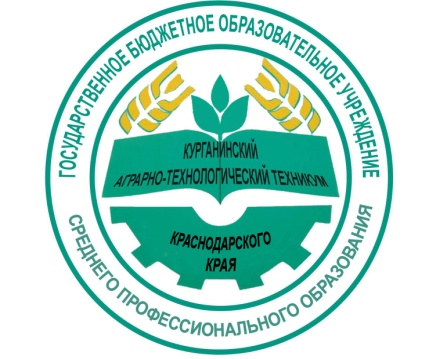 ГОСУДАРСТВЕННОЕ БЮДЖЕТНОЕ ОБРАЗОВАТЕЛЬНОЕ УЧРЕЖДЕНИЕ
КУРГАНИНСКИЙ
АГРАРНО-ТЕХНОЛОГИЧЕСКИЙ ТЕХНИКУМ
КРАСНОДАРСКОГО
КРАЯ
СРЕДНЕГО ПРОФЕССИОНАЛЬНОГО ОБРАЗОВАНИЯ